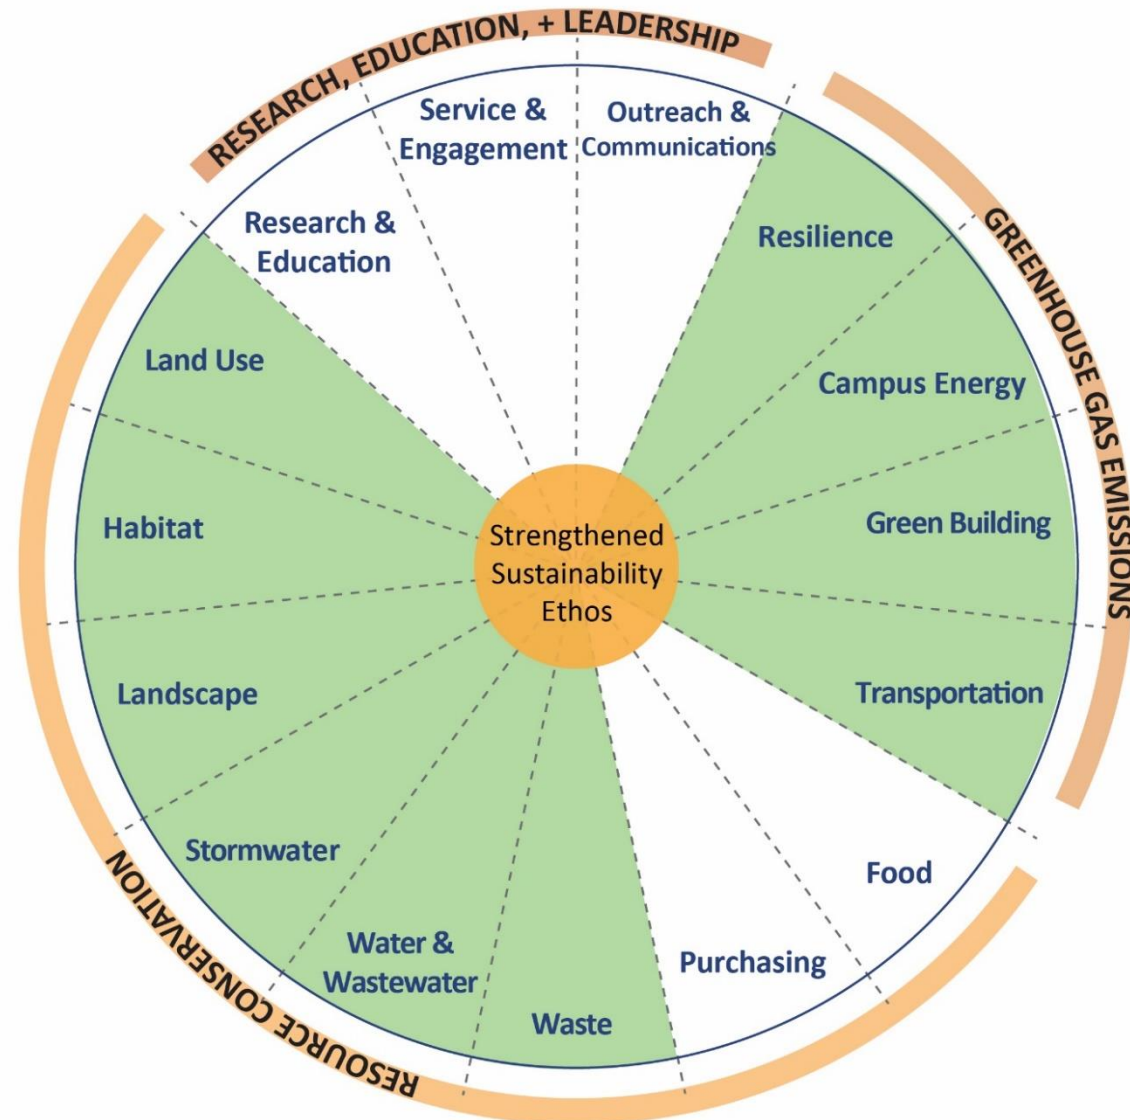 RESEARCH, EDUCATION, + LEADERSHIP
Service &
Engagement
Outreach &
Communications
Research &
Education
Resilience
GREENHOUSE GAS EMISSIONS
Land Use
Campus Energy
Habitat
Green Building
Strengthened
Sustainability
Ethos
Landscape
Transportation
Stormwater
Food
Water &
Wastewater
Purchasing
Waste
RESOURCE CONSERVATION